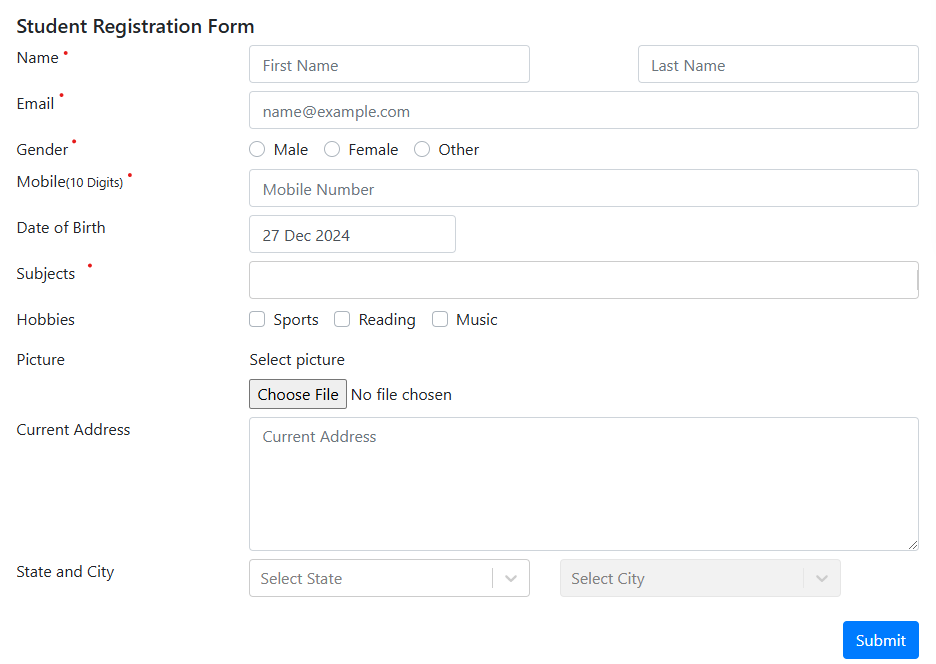 Student Registration Form
Name * First Name Last Name
Email * name@example.com
Gender * Male Female Other
Mobile(10 Digits) * Mobile Number
Date of Birth 27 Dec 2024
Subjects *
Hobbies Sports Reading Music
Picture Select picture
Choose File No file chosen
Current Address Current Address
State and City Select State Select City
Submit